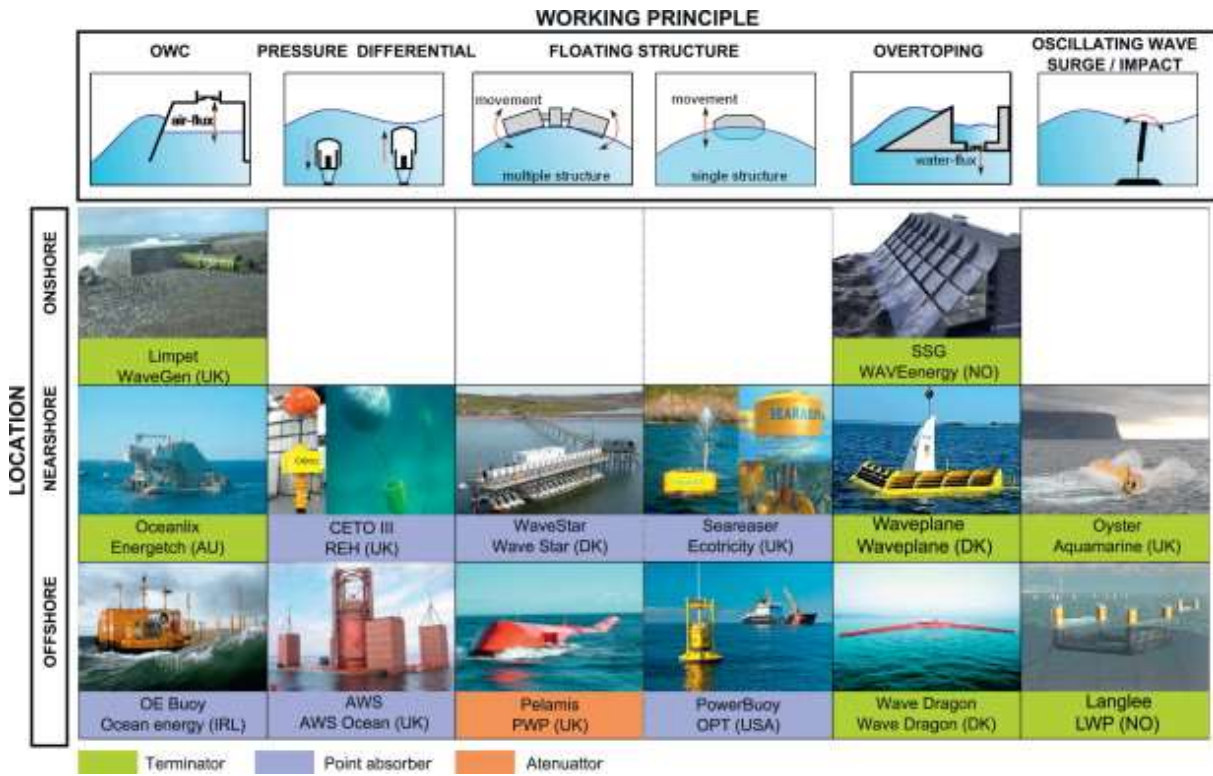 WORKING PRINCIPLE
OWC
PRESSURE DIFFERENTIAL
FLOATING STRUCTURE
OVERTOPING
OSCILLATING WAVE
SURGE / IMPACT
air-flux
movement
multiple structure
movement
single structure
water-flux
LOCATION
ONSHORE
Limpet
WaveGen (UK)
SSG
WAVEenergy (NO)
NEARSHORE
Oceanlix
Energetch (AU)
CETO III
REH (UK)
WaveStar
Wave Star (DK)
Seareaser
Ecotricity (UK)
Waveplane
Waveplane (DK)
Oyster
Aquamarine (UK)
OFFSHORE
OE Buoy
Ocean energy (IRL)
AWS
AWS Ocean (UK)
Pelamis
PWP (UK)
PowerBuoy
OPT (USA)
Wave Dragon
Wave Dragon (DK)
Langlee
LWP (NO)
Terminator
Point absorber
Atenuattor